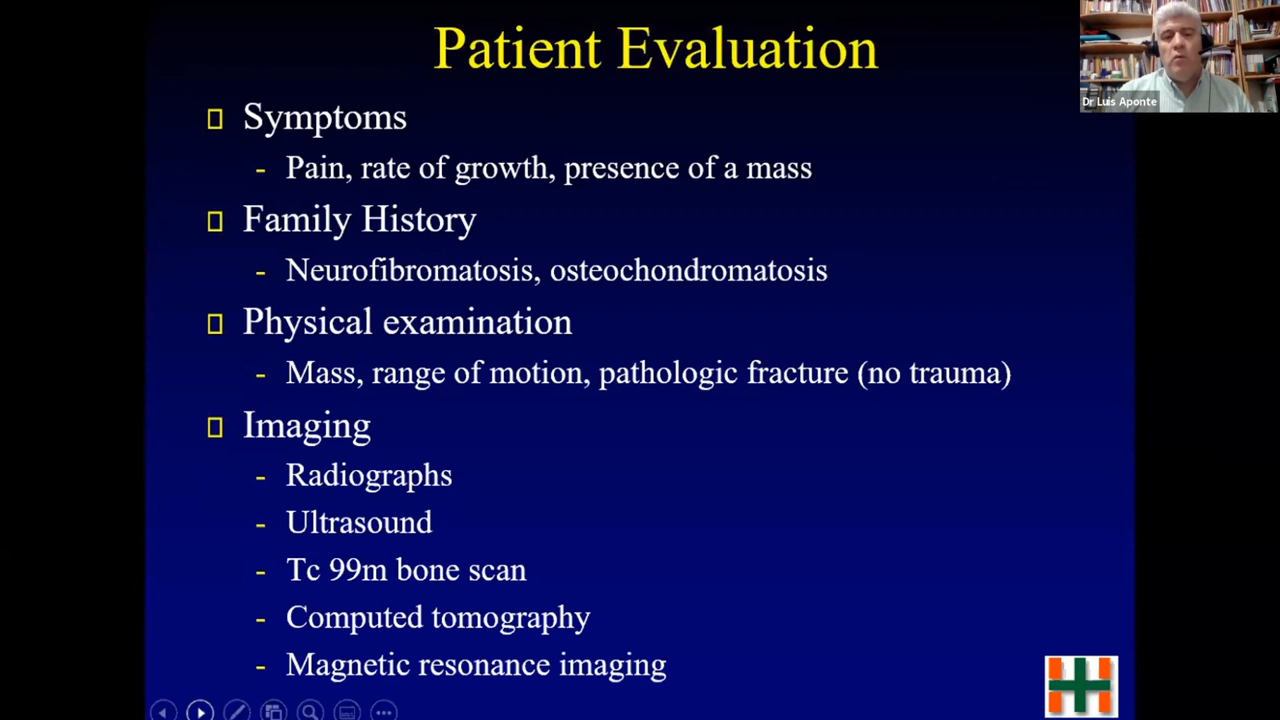 Patient Evaluation
Dr Luis Aponte
Symptoms
- Pain, rate of growth, presence of a mass
Family History
- Neurofibromatosis, osteochondromatosis
Physical examination
- Mass, range of motion, pathologic fracture (no trauma)
Imaging
- Radiographs
- Ultrasound
- Tc 99m bone scan
- Computed tomography
- Magnetic resonance imaging